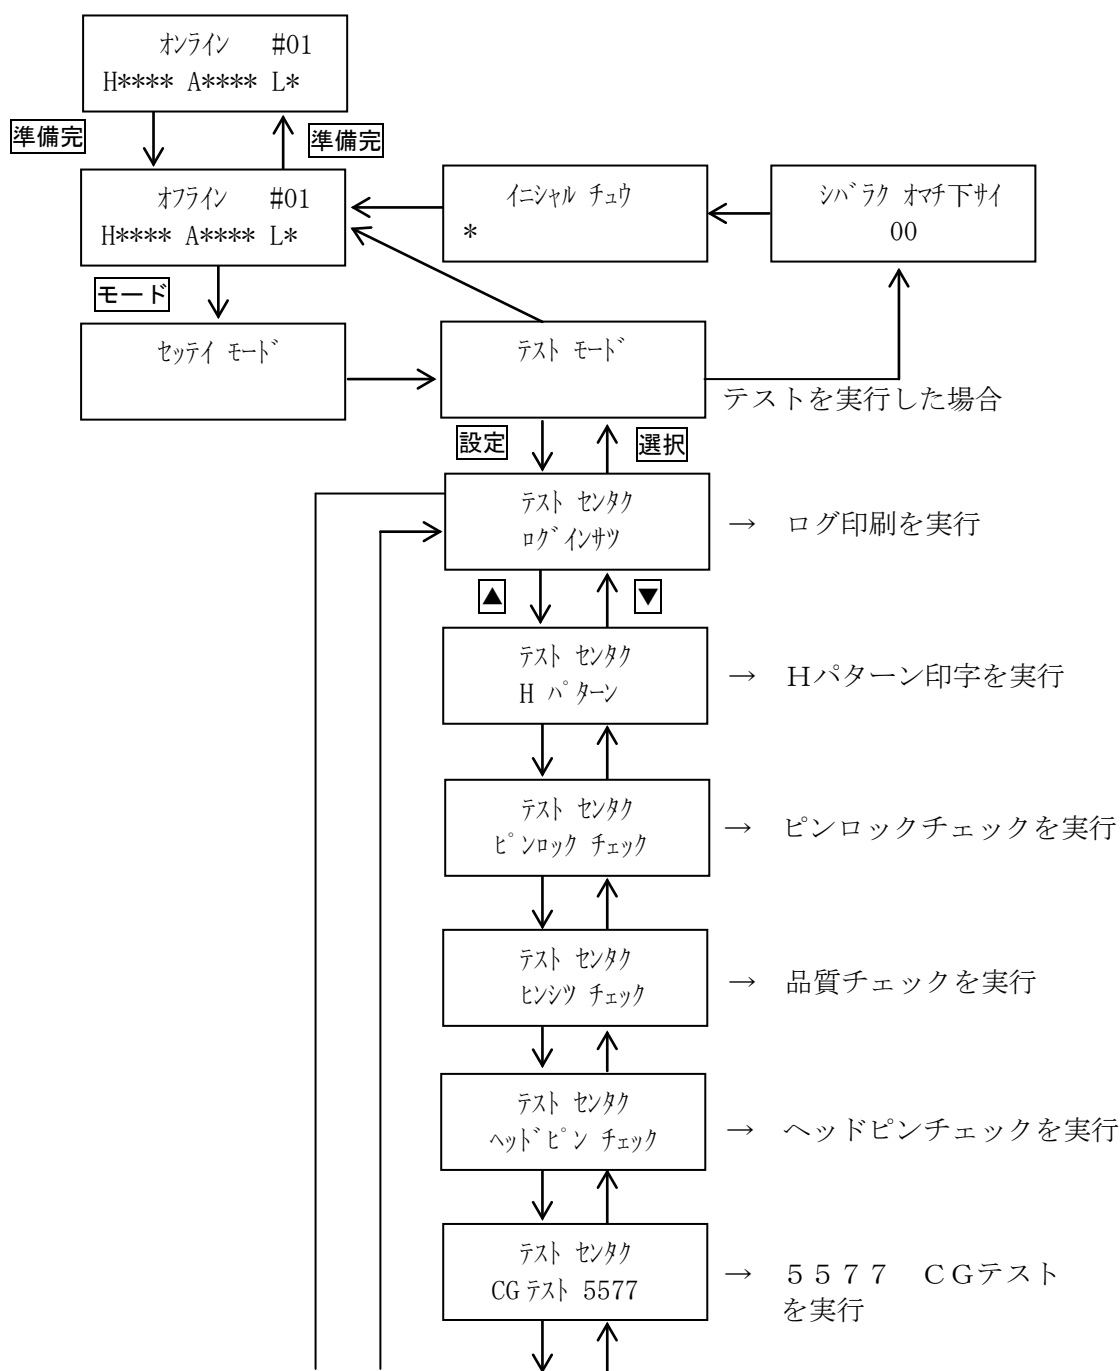 ｵﾝﾗｲﾝ #01
H**** A**** L*
準備完
準備完
ｵﾌﾗｲﾝ #01
H**** A**** L*
ｲﾆｼｬﾙ ﾁｭｳ
*
ｼﾊﾞﾗｸ ｵﾏﾁ下ｻｲ
00
モード
ｾｯﾃｲ ﾓｰﾄﾞ
ﾃｽﾄ ﾓｰﾄﾞ
テストを実行した場合
設定
選択
ﾃｽﾄ ｾﾝﾀｸ
ﾛｸﾞｲﾝｻﾂ
→ ログ印刷を実行
▲
▼
ﾃｽﾄ ｾﾝﾀｸ
H ﾊﾟﾀｰﾝ
→ Ｈパターン印字を実行
ﾃｽﾄ ｾﾝﾀｸ
ﾋﾟﾝﾛｯｸ ﾁｪｯｸ
→ ピンロックチェックを実行
ﾃｽﾄ ｾﾝﾀｸ
ﾋﾝｼﾂ ﾁｪｯｸ
→ 品質チェックを実行
ﾃｽﾄ ｾﾝﾀｸ
ﾍｯﾄﾞﾋﾟﾝ ﾁｪｯｸ
→ ヘッドピンチェックを実行
ﾃｽﾄ ｾﾝﾀｸ
CGﾃｽﾄ 5577
→ ５５７７　ＣＧテスト
を実行